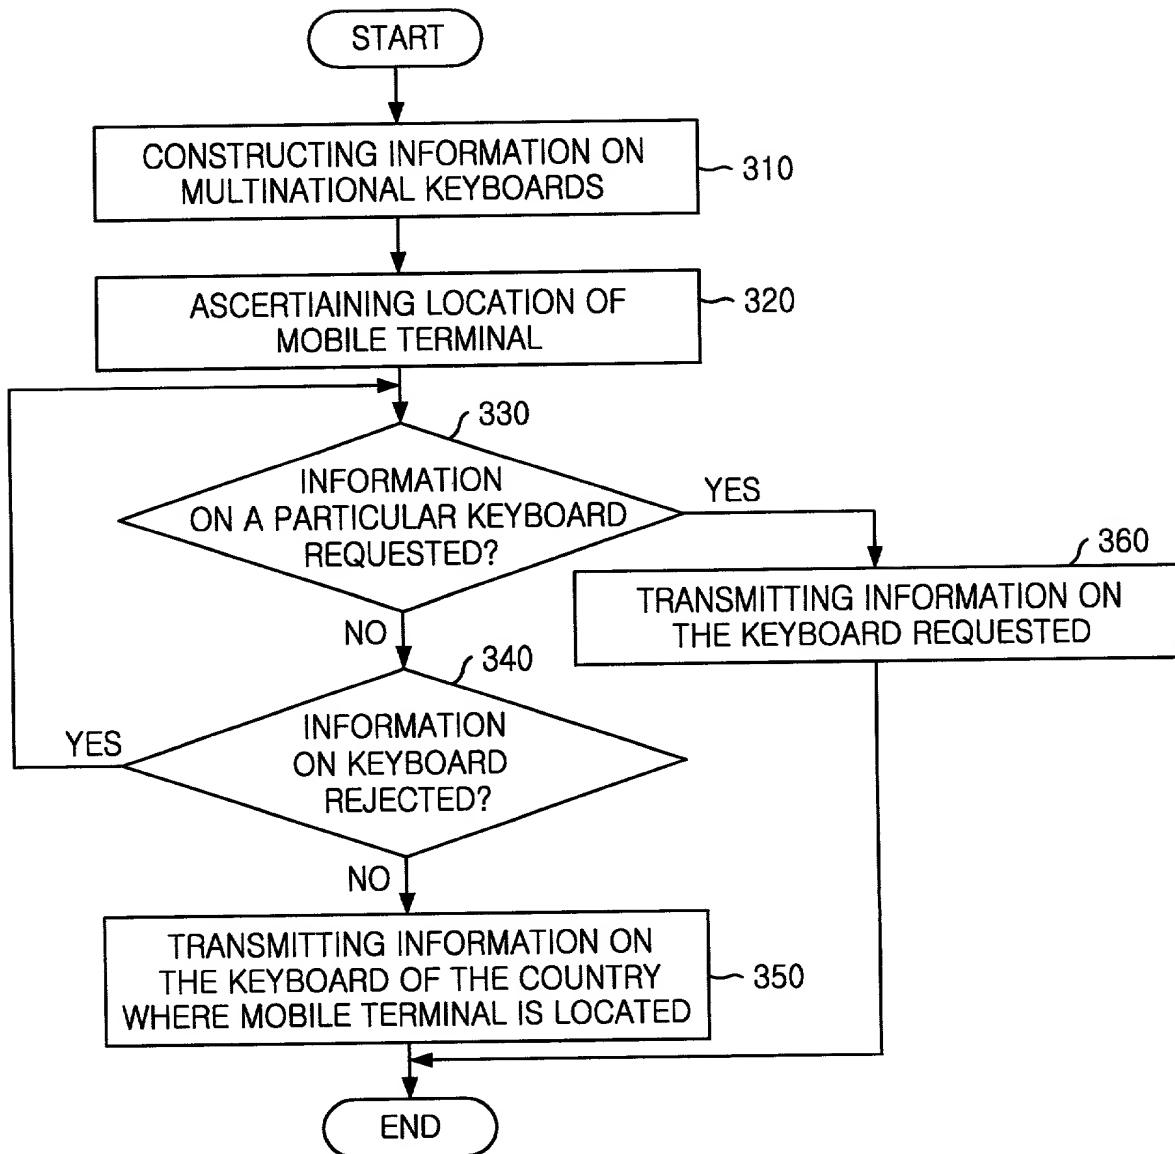 START
CONSTRUCTING INFORMATION ON
MULTINATIONAL KEYBOARDS
310
ASCERTIAINING LOCATION OF
MOBILE TERMINAL
320
330
INFORMATION
ON A PARTICULAR KEYBOARD
REQUESTED?
YES
360
TRANSMITTING INFORMATION ON
THE KEYBOARD REQUESTED
NO
340
INFORMATION
ON KEYBOARD
REJECTED?
YES
NO
TRANSMITTING INFORMATION ON
THE KEYBOARD OF THE COUNTRY
WHERE MOBILE TERMINAL IS LOCATED
350
END